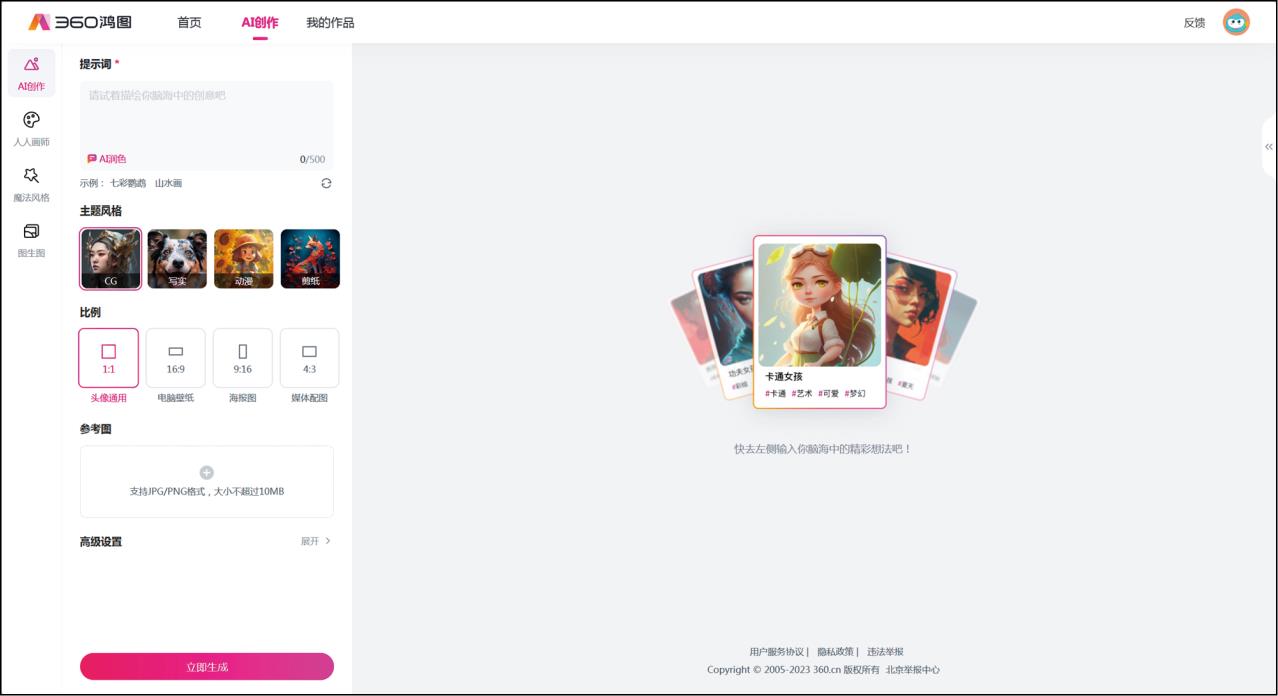 360鸿图 首页 AI创作 我的作品 反馈
AI创作
人人画师
魔法风格
图生图
提示词 *
请试着描绘你脑海中的创意吧
AI润色 0/500
示例： 七彩鹦鹉 山水画
主题风格
CG 写实 动漫 剪纸
比例
1:1 16:9 9:16 4:3
头像通用 电脑壁纸 海报图 媒体配图
参考图
支持JPG/PNG格式，大小不超过10MB
高级设置 展开
立即生成
功夫女
#彩绘
卡通女孩
#卡通 #艺术 #可爱 #梦幻
#夏天
快去左侧输入你脑海中的精彩想法吧！
用户服务协议 | 隐私政策 | 违法举报
Copyright © 2005-2023 360.cn 版权所有 北京举报中心